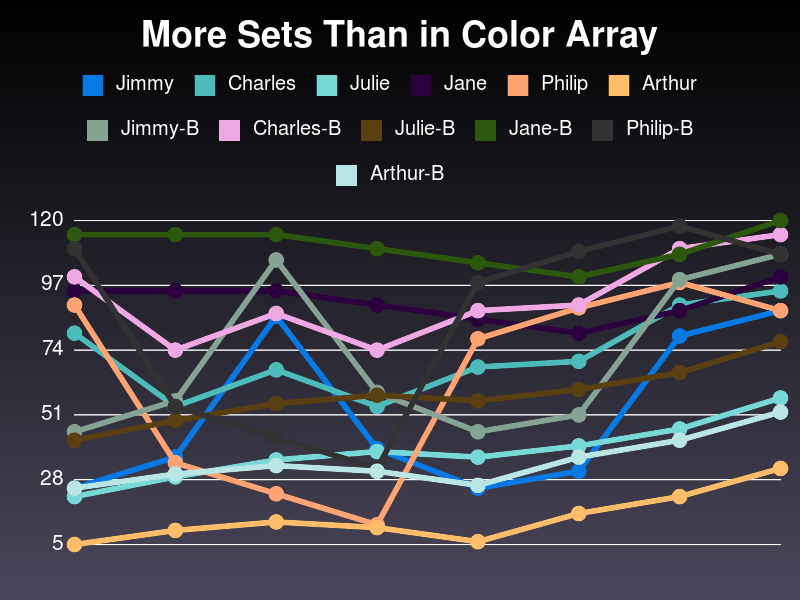 More Sets Than in Color Array
Jimmy Charles Julie Jane Philip Arthur
Jimmy-B Charles-B Julie-B Jane-B Philip-B
Arthur-B
120
97
74
51
28
5